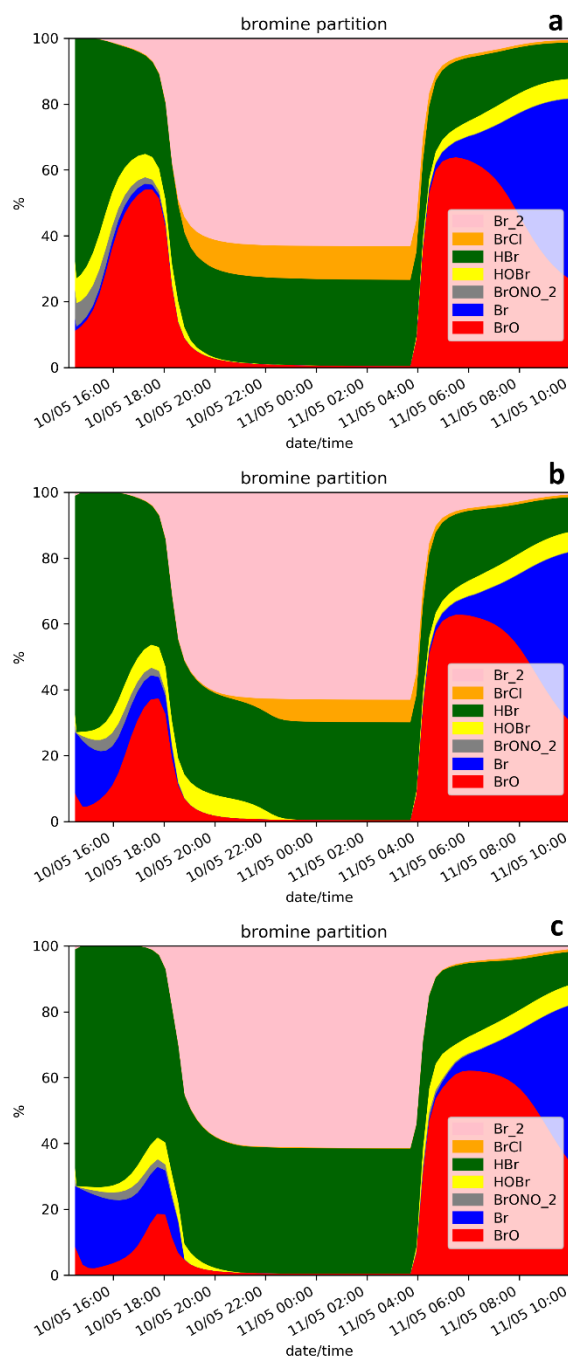 bromine partition a
100
80
60
40
20
0
%
Br_2
BrCl
HBr
HOBr
BrONO_2
Br
BrO
10/05 16:00
10/05 18:00
10/05 20:00
10/05 22:00
11/05 00:00
11/05 02:00
11/05 04:00
11/05 06:00
11/05 08:00
11/05 10:00
date/time
bromine partition b
100
80
60
40
20
0
%
Br_2
BrCl
HBr
HOBr
BrONO_2
Br
BrO
10/05 16:00
10/05 18:00
10/05 20:00
10/05 22:00
11/05 00:00
11/05 02:00
11/05 04:00
11/05 06:00
11/05 08:00
11/05 10:00
date/time
bromine partition c
100
80
60
40
20
0
%
Br_2
BrCl
HBr
HOBr
BrONO_2
Br
BrO
10/05 16:00
10/05 18:00
10/05 20:00
10/05 22:00
11/05 00:00
11/05 02:00
11/05 04:00
11/05 06:00
11/05 08:00
11/05 10:00
date/time